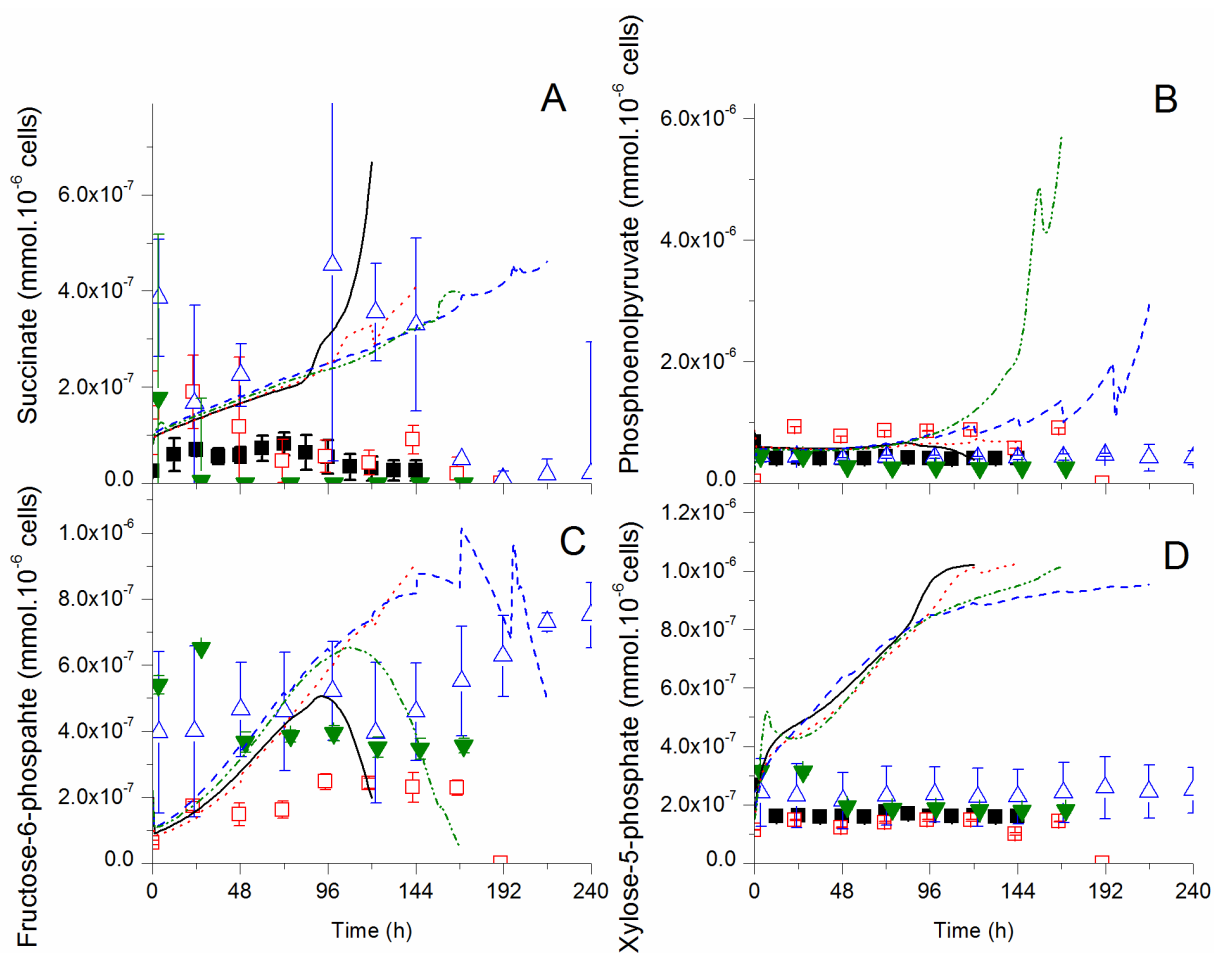 A
Succinate (mmol.10⁻⁶ cells)
6.0x10⁻⁷
4.0x10⁻⁷
2.0x10⁻⁷
0.0
B
Phosphoenolpyruvate (mmol.10⁻⁶ cells)
6.0x10⁻⁶
4.0x10⁻⁶
2.0x10⁻⁶
0.0
C
Fructose-6-phospahte (mmol.10⁻⁶ cells)
1.0x10⁻⁶
8.0x10⁻⁷
6.0x10⁻⁷
4.0x10⁻⁷
2.0x10⁻⁷
0.0
0 48 96 144 192 240
Time (h)
D
Xylose-5-phosphate (mmol.10⁻⁶cells)
1.2x10⁻⁶
1.0x10⁻⁶
8.0x10⁻⁷
6.0x10⁻⁷
4.0x10⁻⁷
2.0x10⁻⁷
0.0
0 48 96 144 192 240
Time (h)